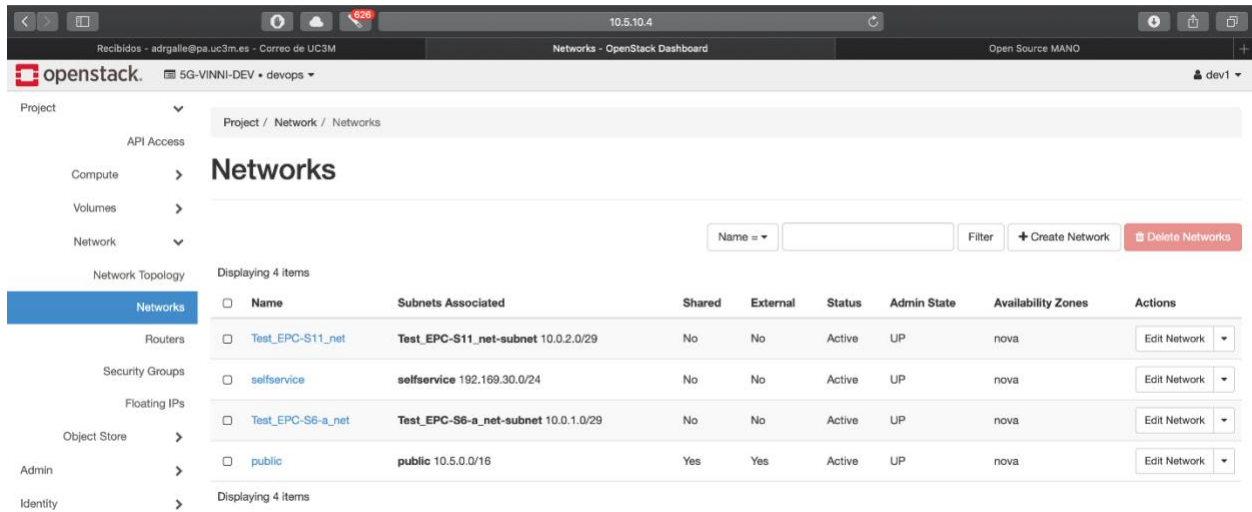 626
10.5.10.4
Recibidos - adrgalle@pa.uc3m.es - Correo de UC3M
Networks - OpenStack Dashboard
Open Source MANO
openstack.
5G-VINNI-DEV • devops
dev1
Project
API Access
Compute
Volumes
Network
Network Topology
Networks
Routers
Security Groups
Floating IPs
Object Store
Admin
Identity
Project / Network / Networks
Networks
Name =
Filter
+ Create Network
Delete Networks
Displaying 4 items
Name Subnets Associated Shared External Status Admin State Availability Zones Actions
Test_EPC-S11_net Test_EPC-S11_net-subnet 10.0.2.0/29 No No Active UP nova Edit Network
selfservice selfservice 192.169.30.0/24 No No Active UP nova Edit Network
Test_EPC-S6-a_net Test_EPC-S6-a_net-subnet 10.0.1.0/29 No No Active UP nova Edit Network
public public 10.5.0.0/16 Yes Yes Active UP nova Edit Network
Displaying 4 items